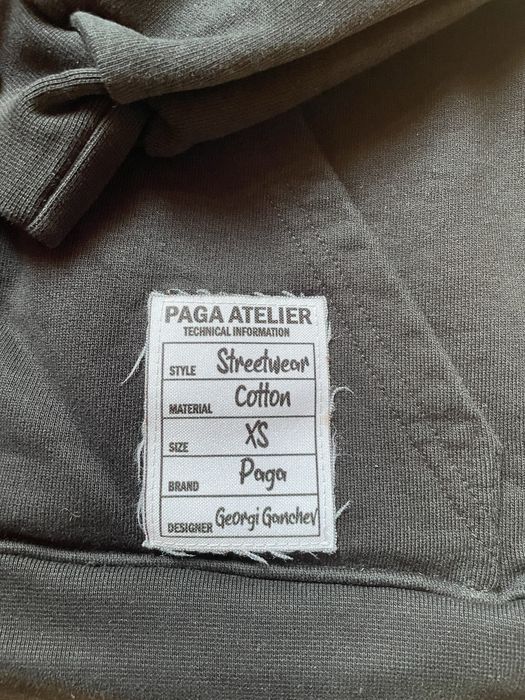 PAGA ATELIER
TECHNICAL INFORMATION
STYLE Streetwear
MATERIAL Cotton
SIZE XS
BRAND Paga
DESIGNER Georgi Ganchev